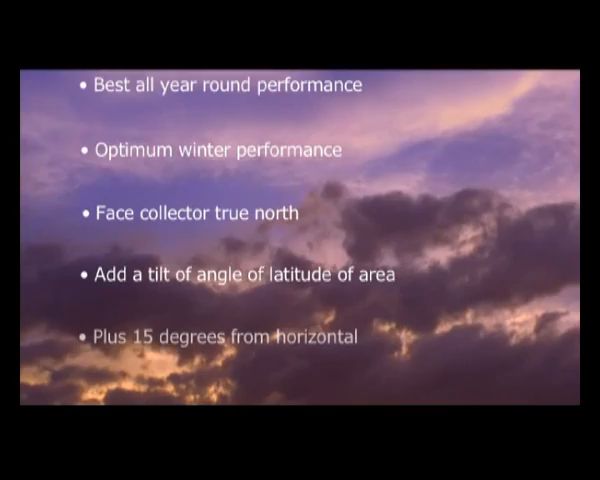 • Best all year round performance
• Optimum winter performance
• Face collector true north
• Add a tilt of angle of latitude of area
• Plus 15 degrees from horizontal